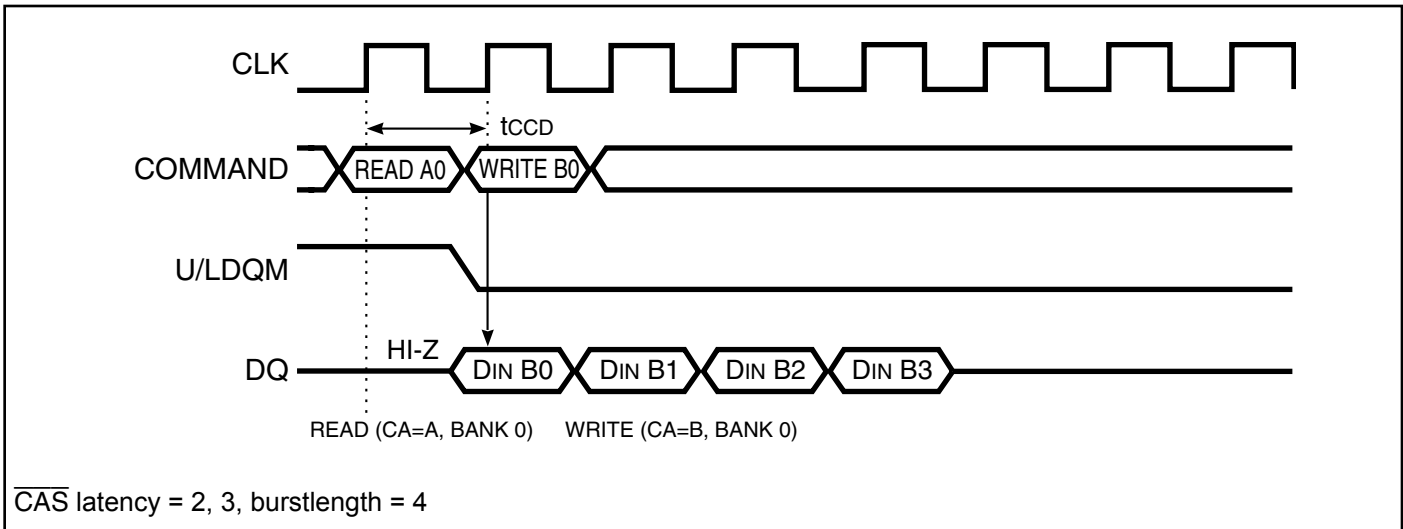 CLK
tCCD
COMMAND READ A0 WRITE B0
U/LDQM
HI-Z
DQ DIN B0 DIN B1 DIN B2 DIN B3
READ (CA=A, BANK 0) WRITE (CA=B, BANK 0)
C̅A̅S̅ latency = 2, 3, burstlength = 4